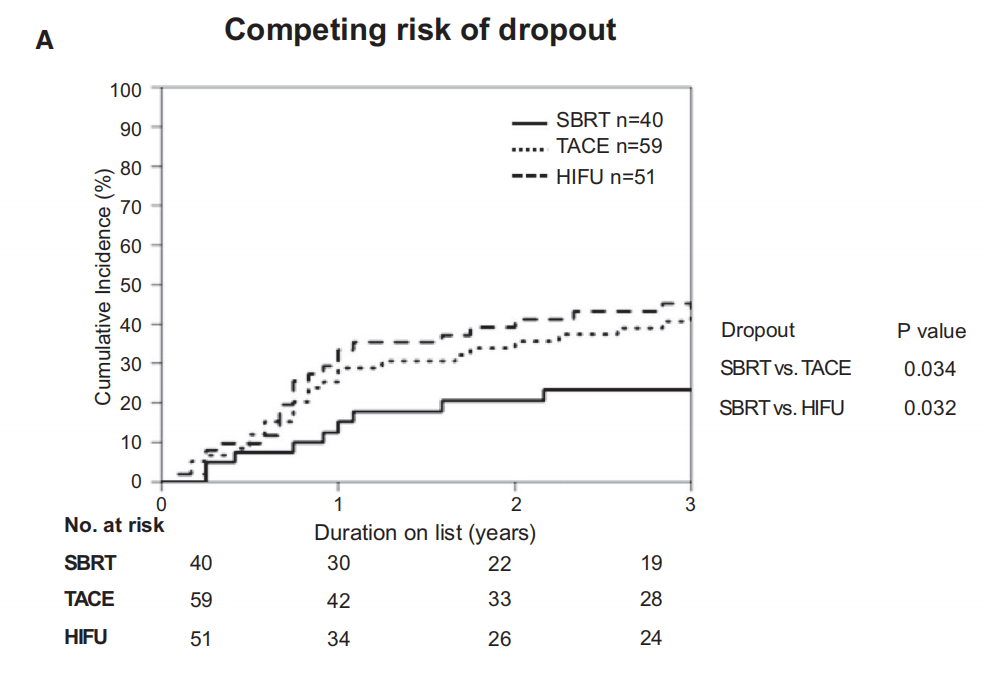 A
Competing risk of dropout
Cumulative Incidence (%)
100
90
80
70
60
50
40
30
20
10
0
SBRT n=40
TACE n=59
HIFU n=51
0 1 2 3
Duration on list (years)
Dropout P value
SBRT vs. TACE 0.034
SBRT vs. HIFU 0.032
No. at risk
SBRT 40 30 22 19
TACE 59 42 33 28
HIFU 51 34 26 24